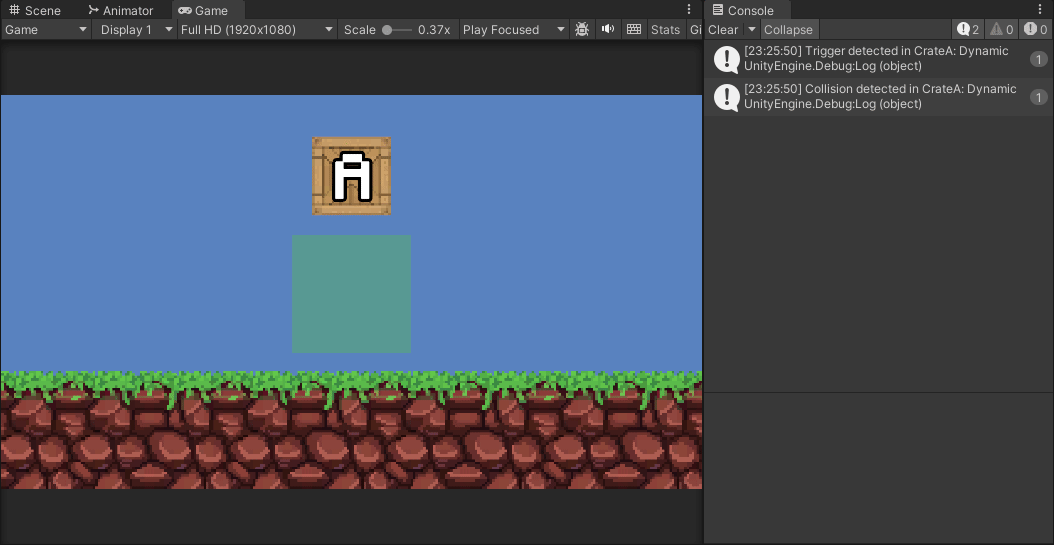 Scene Animator Game
Game Display 1 Full HD (1920x1080) Scale 0.37x Play Focused Stats Gi
A
Console
Clear Collapse 2 0 0
[23:25:50] Trigger detected in CrateA: Dynamic
UnityEngine.Debug:Log (object)
1
[23:25:50] Collision detected in CrateA: Dynamic
UnityEngine.Debug:Log (object)
1